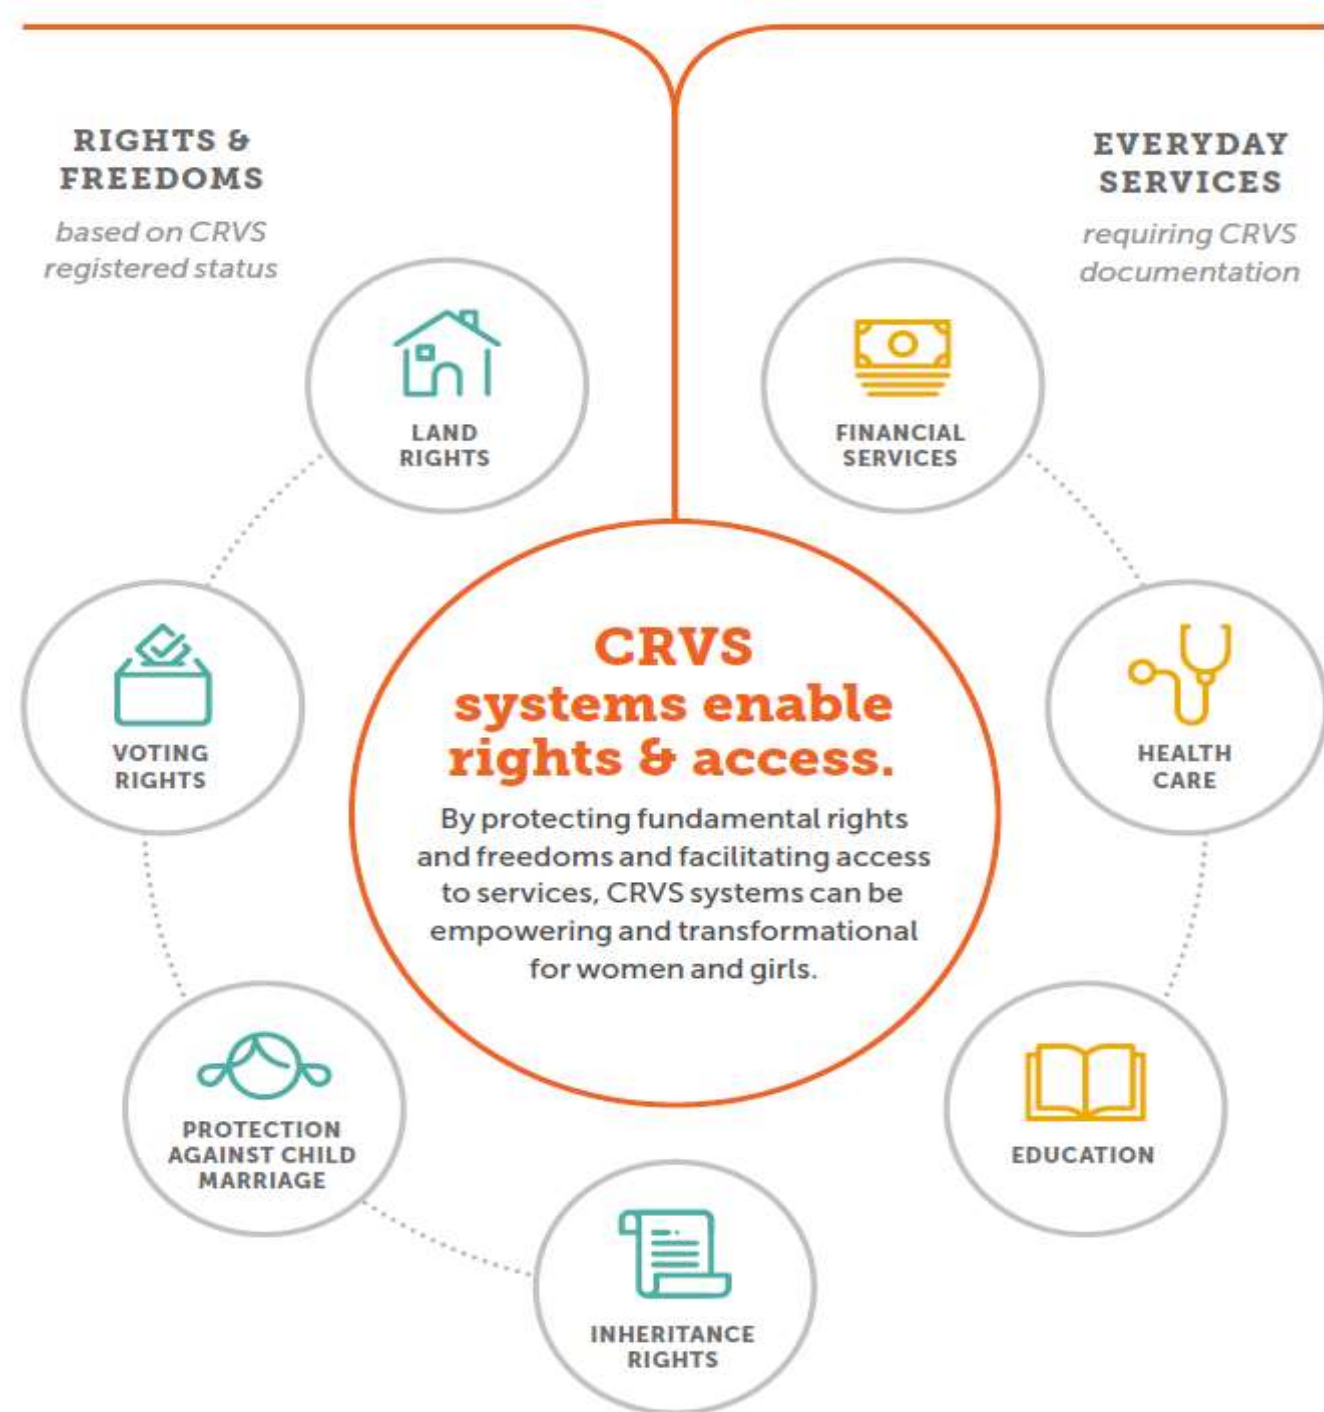 RIGHTS &
FREEDOMS
based on CRVS
registered status
EVERYDAY
SERVICES
requiring CRVS
documentation
LAND
RIGHTS
FINANCIAL
SERVICES
VOTING
RIGHTS
CRVS
systems enable
rights & access.
By protecting fundamental rights
and freedoms and facilitating access
to services, CRVS systems can be
empowering and transformational
for women and girls.
HEALTH
CARE
PROTECTION
AGAINST CHILD
MARRIAGE
EDUCATION
INHERITANCE
RIGHTS